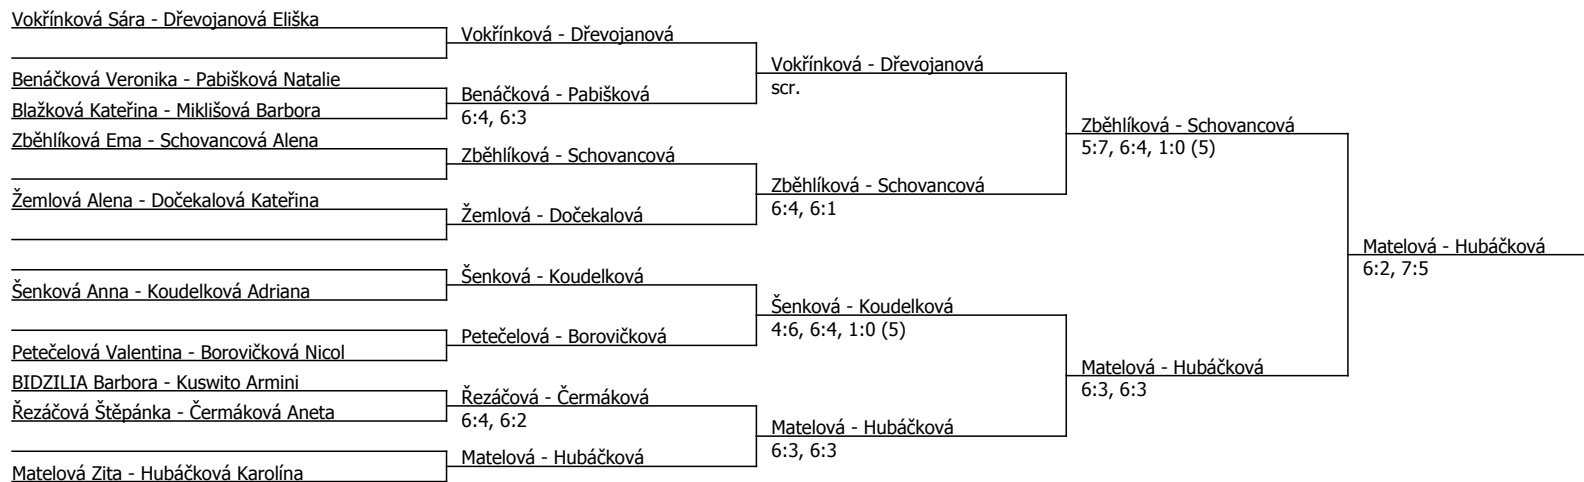 Vokřínková Sára - Dřevojanová Eliška
Benáčková Veronika - Pabišková Natalie
Blažková Kateřina - Miklišová Barbora
Zběhlíková Ema - Schovancová Alena
Žemlová Alena - Dočekalová Kateřina
Šenková Anna - Koudelková Adriana
Petečelová Valentina - Borovičková Nicol
BIDZILIA Barbora - Kuswito Armini
Řezáčová Štěpánka - Čermáková Aneta
Matelová Zita - Hubáčková Karolína
Vokřínková - Dřevojanová
Benáčková - Pabišková
6:4, 6:3
Zběhlíková - Schovancová
Žemlová - Dočekalová
Šenková - Koudelková
Petečelová - Borovičková
Řezáčová - Čermáková
6:4, 6:2
Matelová - Hubáčková
Vokřínková - Dřevojanová
scr.
Zběhlíková - Schovancová
6:4, 6:1
Šenková - Koudelková
4:6, 6:4, 1:0 (5)
Matelová - Hubáčková
6:3, 6:3
Zběhlíková - Schovancová
5:7, 6:4, 1:0 (5)
Matelová - Hubáčková
6:3, 6:3
Matelová - Hubáčková
6:2, 7:5